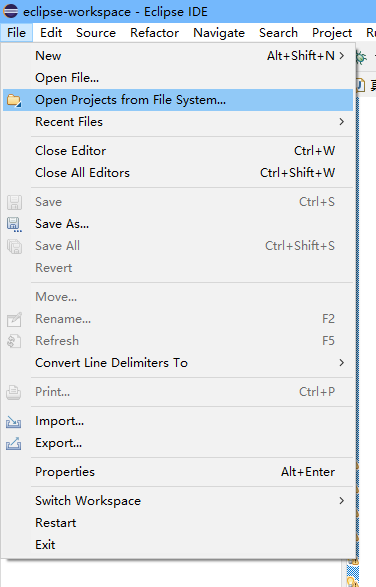 eclipse-workspace - Eclipse IDE
File Edit Source Refactor Navigate Search Project
New Alt+Shift+N
Open File...
Open Projects from File System...
Recent Files
Close Editor Ctrl+W
Close All Editors Ctrl+Shift+W
Save Ctrl+S
Save As...
Save All Ctrl+Shift+S
Revert
Move...
Rename... F2
Refresh F5
Convert Line Delimiters To
Print... Ctrl+P
Import...
Export...
Properties Alt+Enter
Switch Workspace
Restart
Exit